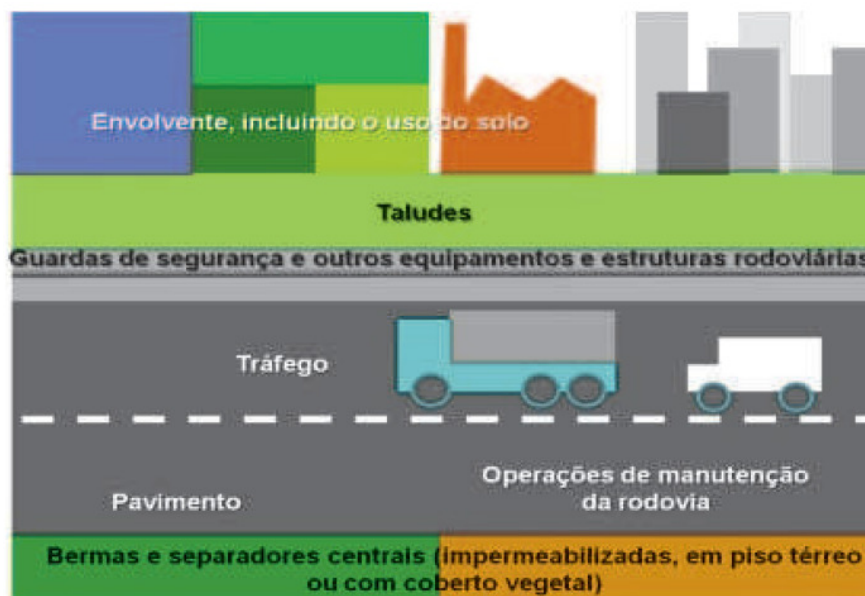 Envolvente, incluindo o uso do solo
Taludes
Guardas de segurança e outros equipamentos e estruturas rodoviárias
Tráfego
Operações de manutenção
da rodovia
Pavimento
Bermas e separadores centrais (impermeabilizadas, em piso térreo
ou com coberto vegetal)